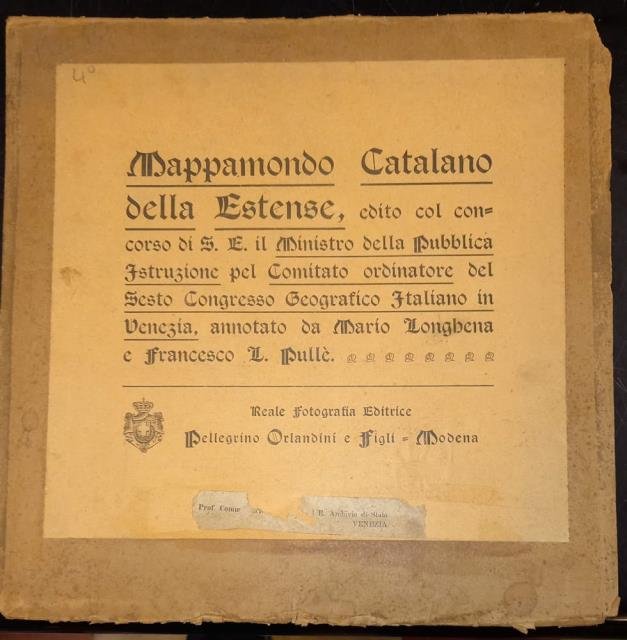 4º
Mappamondo Catalano
della Estense, edito col con=
corso di S. E. il Ministro della Pubblica
Istruzione pel Comitato ordinatore del
Sesto Congresso Geografico Italiano in
Venezia, annotato da Mario Longhena
e Francesco L. Pullè.
Reale Fotografia Editrice
Pellegrino Orlandini e Figli = Modena
Prof. Comm R. Archivio di Stato
VENEZIA